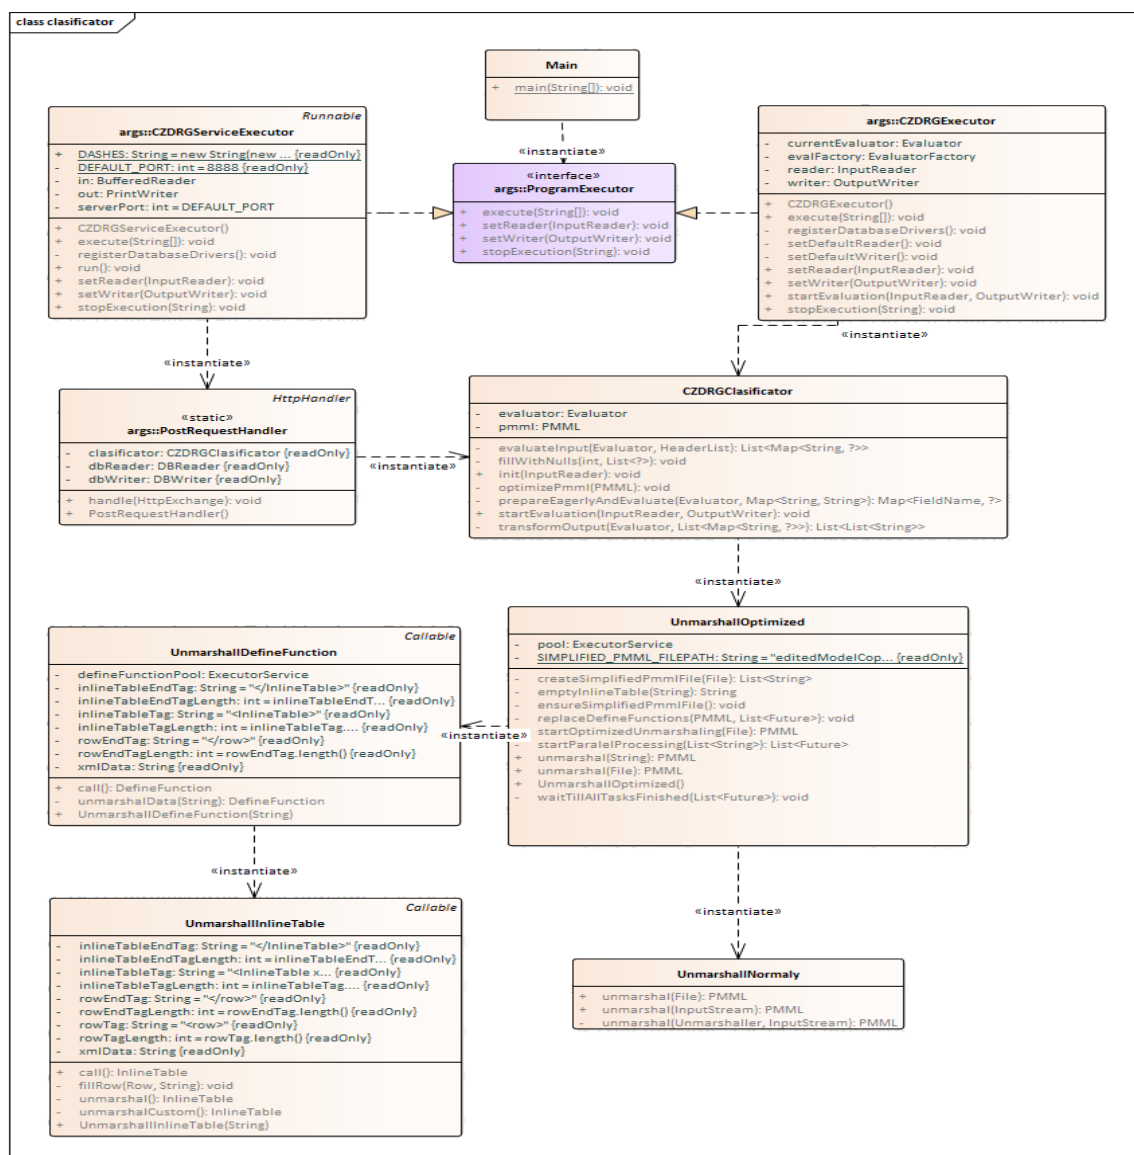 class clasificator
Main
+ main(String[]): void
«instantiate»
Runnable
args::CZDRGServiceExecutor
+ DASHES: String = new String(new ... {readOnly}
- DEFAULT_PORT: int = 8888 {readOnly}
- in: BufferedReader
- out: PrintWriter
- serverPort: int = DEFAULT_PORT
+ CZDRGServiceExecutor()
+ execute(String[]): void
- registerDatabaseDrivers(): void
+ run(): void
+ setReader(InputReader): void
+ setWriter(OutputWriter): void
+ stopExecution(String): void
«interface»
args::ProgramExecutor
+ execute(String[]): void
+ setReader(InputReader): void
+ setWriter(OutputWriter): void
+ stopExecution(String): void
args::CZDRGExecutor
- currentEvaluator: Evaluator
- evalFactory: EvaluatorFactory
- reader: InputReader
- writer: OutputWriter
+ CZDRGExecutor()
+ execute(String[]): void
- registerDatabaseDrivers(): void
- setDefaultReader(): void
- setDefaultWriter(): void
+ setReader(InputReader): void
+ setWriter(OutputWriter): void
+ startEvaluation(InputReader, OutputWriter): void
+ stopExecution(String): void
«instantiate»
«instantiate»
HttpHandler
«static»
args::PostRequestHandler
- clasificator: CZDRGClasificator {readOnly}
- dbReader: DBReader {readOnly}
- dbWriter: DBWriter {readOnly}
+ handle(HttpExchange): void
+ PostRequestHandler()
«instantiate»
CZDRGClasificator
- evaluator: Evaluator
- pmml: PMML
- evaluateInput(Evaluator, HeaderList): List<Map<String, ?>>
- fillWithNulls(int, List<?>): void
+ init(InputReader): void
- optimizePmml(PMML): void
- prepareEagerlyAndEvaluate(Evaluator, Map<String, String>): Map<FieldName, ?>
+ startEvaluation(InputReader, OutputWriter): void
- transformOutput(Evaluator, List<Map<String, ?>>): List<List<String>>
«instantiate»
Callable
UnmarshallDefineFunction
- defineFunctionPool: ExecutorService
- inlineTableEndTag: String = "</InlineTable>" {readOnly}
- inlineTableEndTagLength: int = inlineTableEndT... {readOnly}
- inlineTableTag: String = "<InlineTable>" {readOnly}
- inlineTableTagLength: int = inlineTableTag.... {readOnly}
- rowEndTag: String = "</row>" {readOnly}
- rowEndTagLength: int = rowEndTag.length() {readOnly}
- xmlData: String {readOnly}
+ call(): DefineFunction
- unmarshalData(String): DefineFunction
+ UnmarshallDefineFunction(String)
«instantiate»
UnmarshallOptimized
- pool: ExecutorService
- SIMPLIFIED_PMML_FILEPATH: String = "editedModelCop... {readOnly}
- createSimplifiedPmmlFile(File): List<String>
- emptyInlineTable(String): String
- ensureSimplifiedPmmlFile(): void
- replaceDefineFunctions(PMML, List<Future>): void
- startOptimizedUnmarshaling(File): PMML
- startParalelProcessing(List<String>): List<Future>
+ unmarshal(String): PMML
+ unmarshal(File): PMML
+ UnmarshallOptimized()
- waitTillAllTasksFinished(List<Future>): void
«instantiate»
«instantiate»
Callable
UnmarshallInlineTable
- inlineTableEndTag: String = "</InlineTable>" {readOnly}
- inlineTableEndTagLength: int = inlineTableEndT... {readOnly}
- inlineTableTag: String = "<InlineTable x... {readOnly}
- inlineTableTagLength: int = inlineTableTag.... {readOnly}
- rowEndTag: String = "</row>" {readOnly}
- rowEndTagLength: int = rowEndTag.length() {readOnly}
- rowTag: String = "<row>" {readOnly}
- rowTagLength: int = rowTag.length() {readOnly}
- xmlData: String {readOnly}
+ call(): InlineTable
- fillRow(Row, String): void
- unmarshal(): InlineTable
- unmarshalCustom(): InlineTable
+ UnmarshallInlineTable(String)
UnmarshallNormaly
+ unmarshal(File): PMML
+ unmarshal(InputStream): PMML
- unmarshal(Unmarshaller, InputStream): PMML